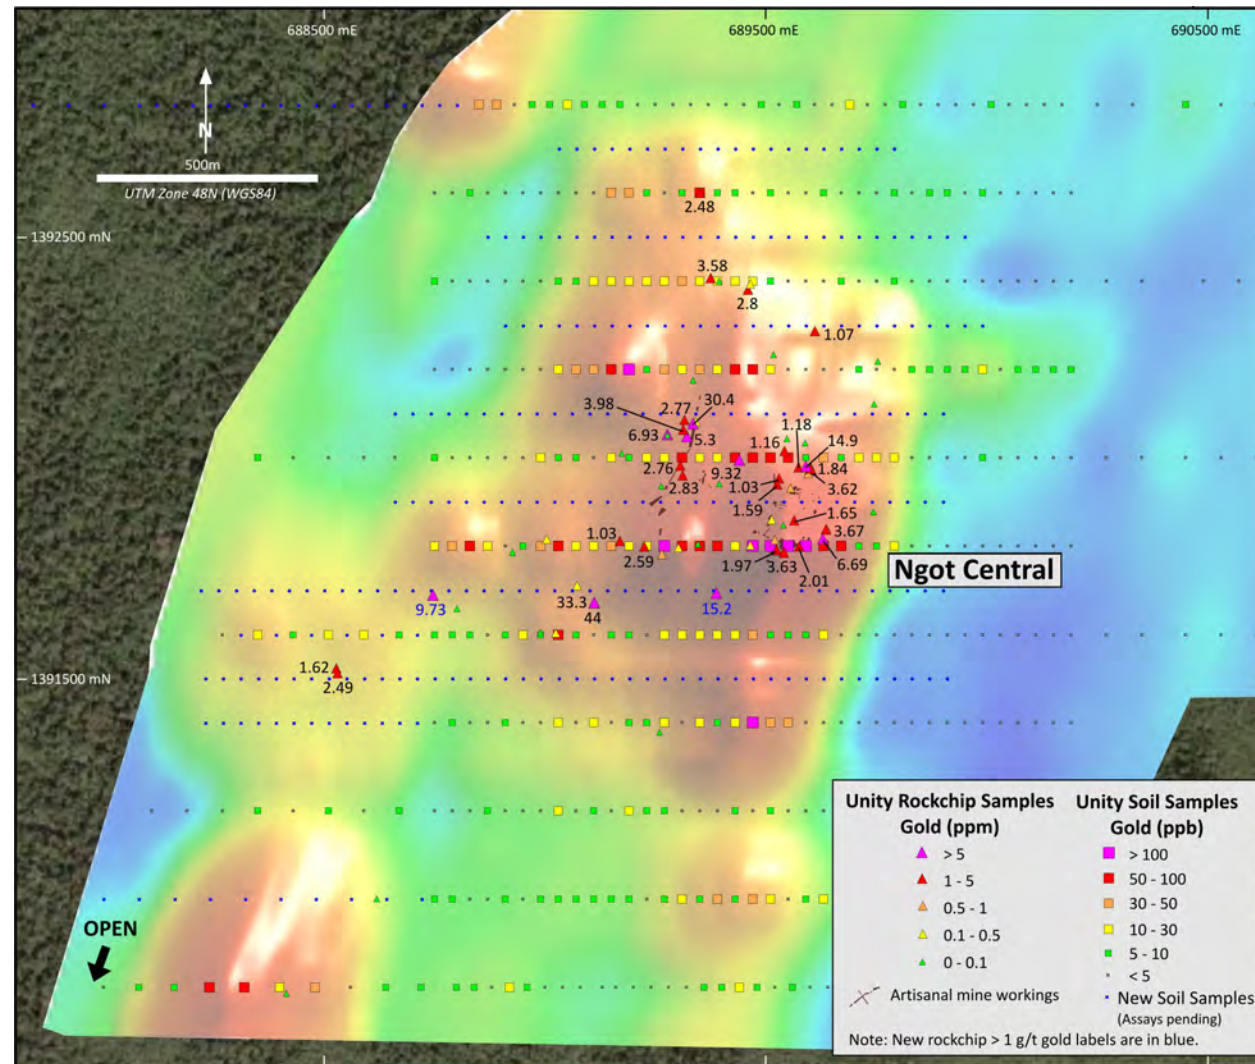 688500 mE
689500 mE
690500 mE
N
500m
UTM Zone 48N (WGS84)
1392500 mN
2.48
3.58
2.8
1.07
30.4
2.77
3.98
6.93
5.3
1.18
14.9
1.16
2.76
9.32
1.84
2.83
1.03
3.62
1.59
1.65
1.03
3.67
2.59
1.97
3.63
2.01
6.69
Ngot Central
9.73
33.3
44
15.2
1.62
2.49
1391500 mN
OPEN
Unity Rockchip Samples
Gold (ppm)
> 5
1 - 5
0.5 - 1
0.1 - 0.5
0 - 0.1
Artisanal mine workings
Unity Soil Samples
Gold (ppb)
> 100
50 - 100
30 - 50
10 - 30
5 - 10
< 5
New Soil Samples
(Assays pending)
Note: New rockchip > 1 g/t gold labels are in blue.